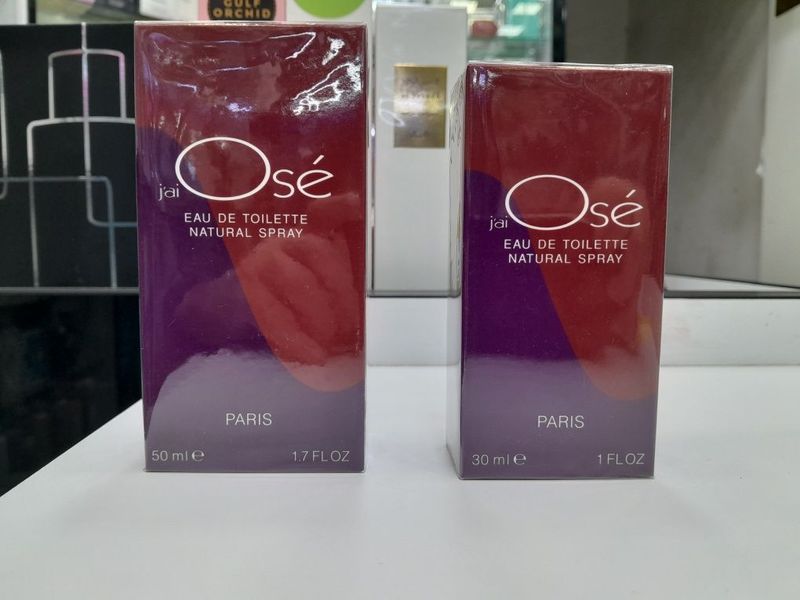 GULF
ORCHID
j'ai Osé
EAU DE TOILETTE
NATURAL SPRAY
PARIS
50 ml e 1.7 FL OZ
j'ai Osé
EAU DE TOILETTE
NATURAL SPRAY
PARIS
30 ml e 1 FL OZ